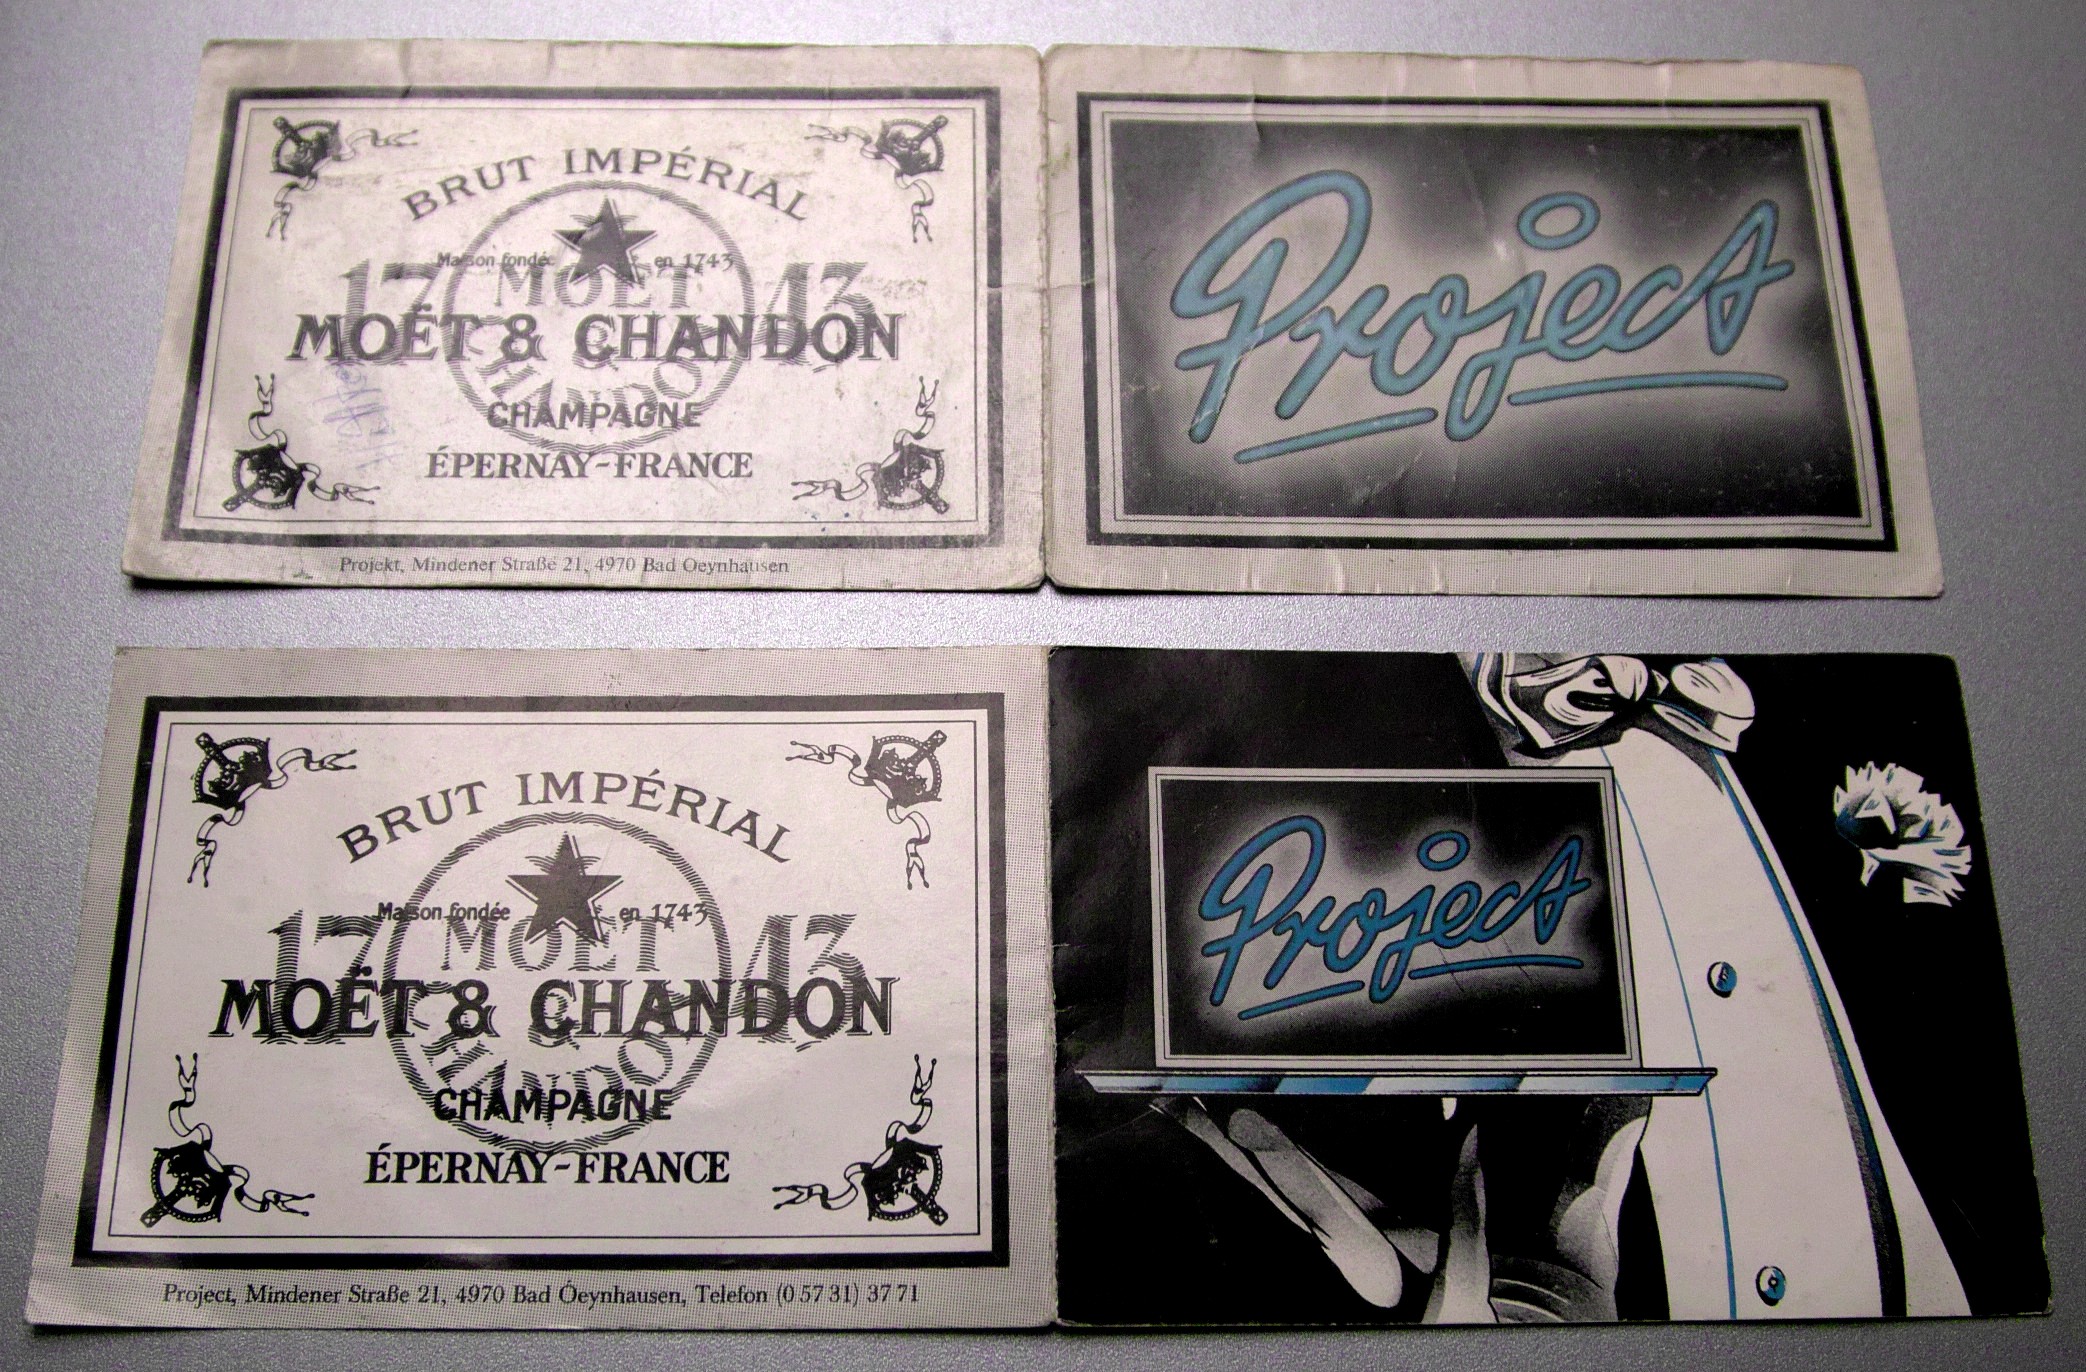 BRUT IMPÉRIAL
Maison fondée en 1743
17 MOËT 43
MOËT & CHANDON
CHANDON
CHAMPAGNE
ÉPERNAY-FRANCE
Projekt, Mindener Straße 21, 4970 Bad Oeynhausen
Project
BRUT IMPÉRIAL
Maison fondée en 1743
17 MOËT 43
MOËT & CHANDON
CHANDON
CHAMPAGNE
ÉPERNAY-FRANCE
Project, Mindener Straße 21, 4970 Bad Oeynhausen, Telefon (0 57 31) 37 71
Project